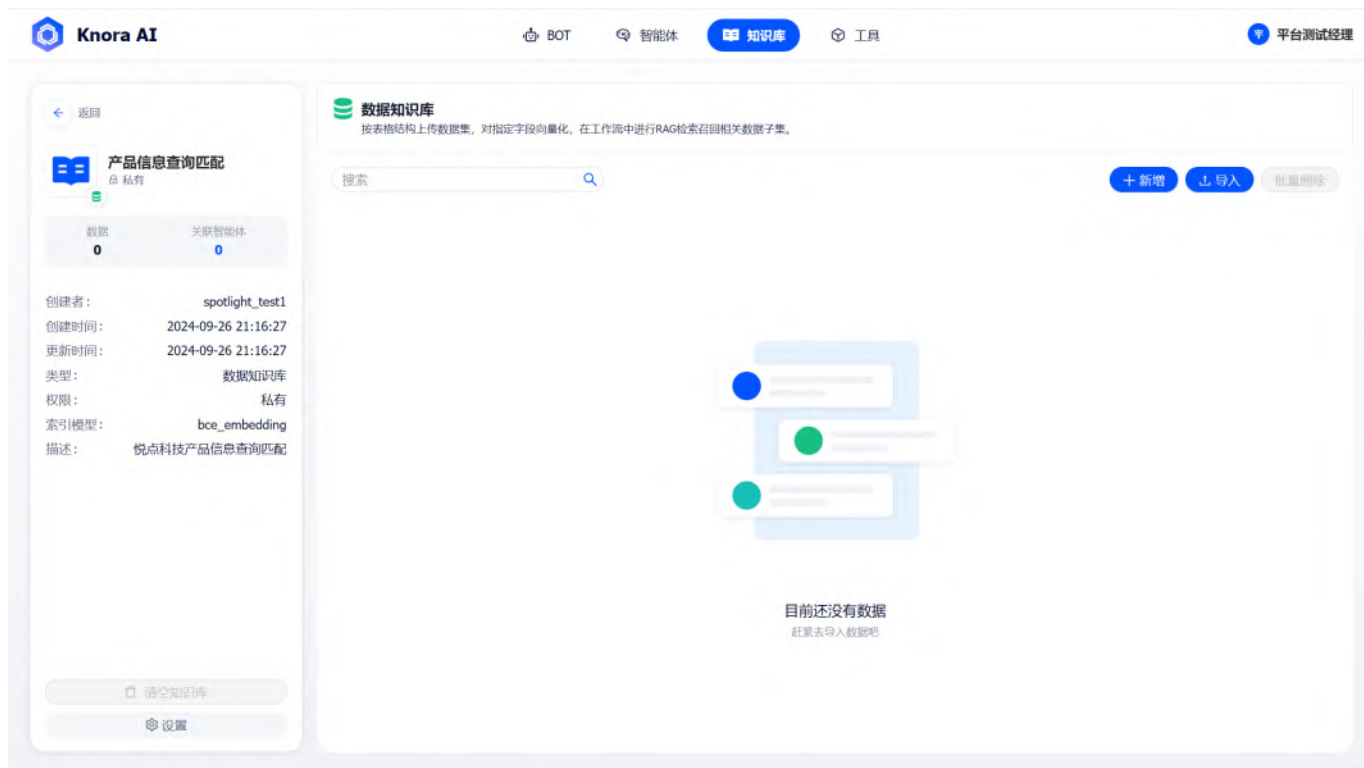 Knora AI
BOT
智能体
知识库
工具
平
平台测试经理
返回
产品信息查询匹配
私有
数据
关联智能体
0
0
创建者：
spotlight_test1
创建时间：
2024-09-26 21:16:27
更新时间：
2024-09-26 21:16:27
类型：
数据知识库
权限：
私有
索引模型：
bce_embedding
描述：
悦点科技产品信息查询匹配
清空知识库
设置
数据知识库
按表格结构上传数据集，对指定字段向量化，在工作流中进行RAG检索召回相关数据子集。
搜索
新增
导入
批量删除
目前还没有数据
赶紧去导入数据吧